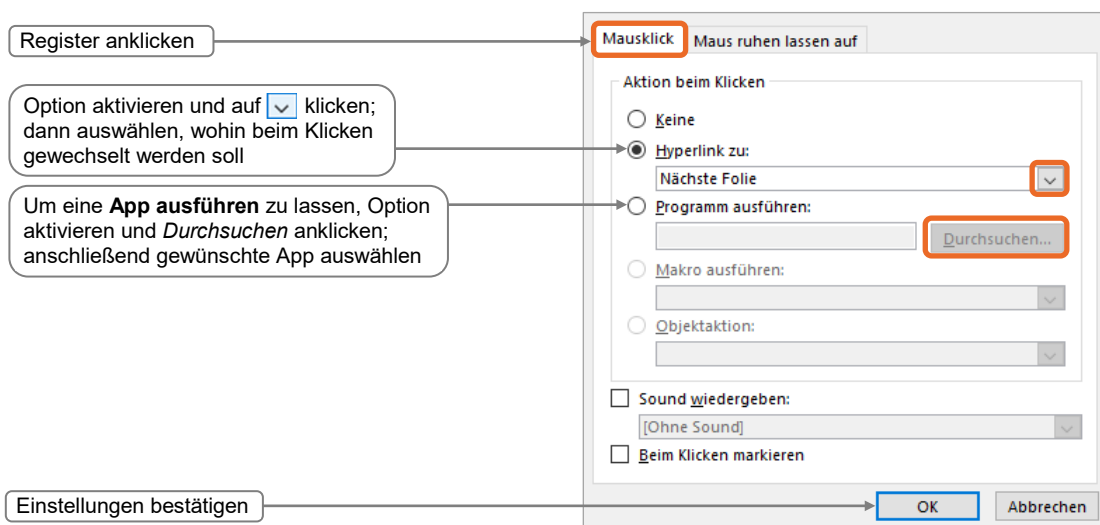 Register anklicken
Mausklick
Maus ruhen lassen auf
Option aktivieren und auf klicken;
dann auswählen, wohin beim Klicken
gewechselt werden soll
Aktion beim Klicken
Keine
Hyperlink zu:
Nächste Folie
Um eine App ausführen zu lassen, Option
aktivieren und Durchsuchen anklicken;
anschließend gewünschte App auswählen
Programm ausführen:
Durchsuchen...
Makro ausführen:
Objektaktion:
Sound wiedergeben:
[Ohne Sound]
Beim Klicken markieren
Einstellungen bestätigen
OK
Abbrechen